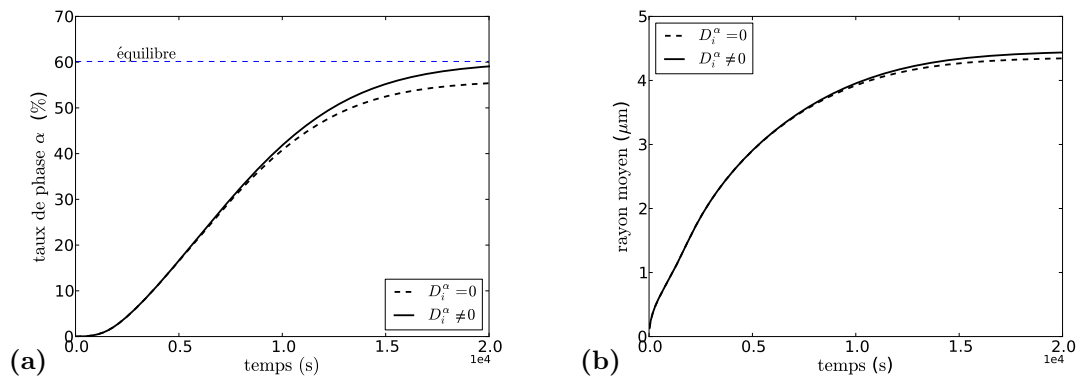 70
60
50
40
30
20
10
0
taux de phase α (%)
équilibre
D_i^α = 0
D_i^α ≠ 0
0.0 0.5 1.0 1.5 2.0
1e4
temps (s)
(a)
5
4
3
2
1
0
rayon moyen (μm)
D_i^α = 0
D_i^α ≠ 0
0.0 0.5 1.0 1.5 2.0
1e4
temps (s)
(b)